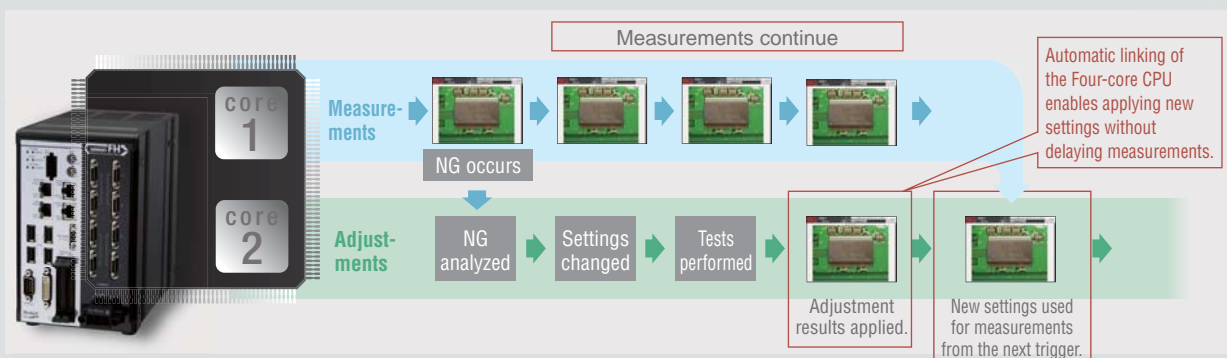 Measurements continue
Automatic linking of
the Four-core CPU
enables applying new
settings without
delaying measurements.
core
1
Measure-
ments
FH
NG occurs
core
2
Adjust-
ments
NG
analyzed
Settings
changed
Tests
performed
Adjustment
results applied.
New settings used
for measurements
from the next trigger.